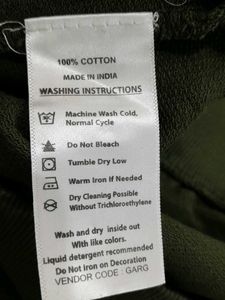 100% COTTON
MADE IN INDIA
WASHING INSTRUCTIONS
Machine Wash Cold,
Normal Cycle
Do Not Bleach
Tumble Dry Low
Warm Iron If Needed
Dry Cleaning Possible
Without Trichloroethylene
Wash and dry inside out
With like colors.
Liquid detergent recommended
Do not Iron on Decoration
VENDOR CODE : GARG